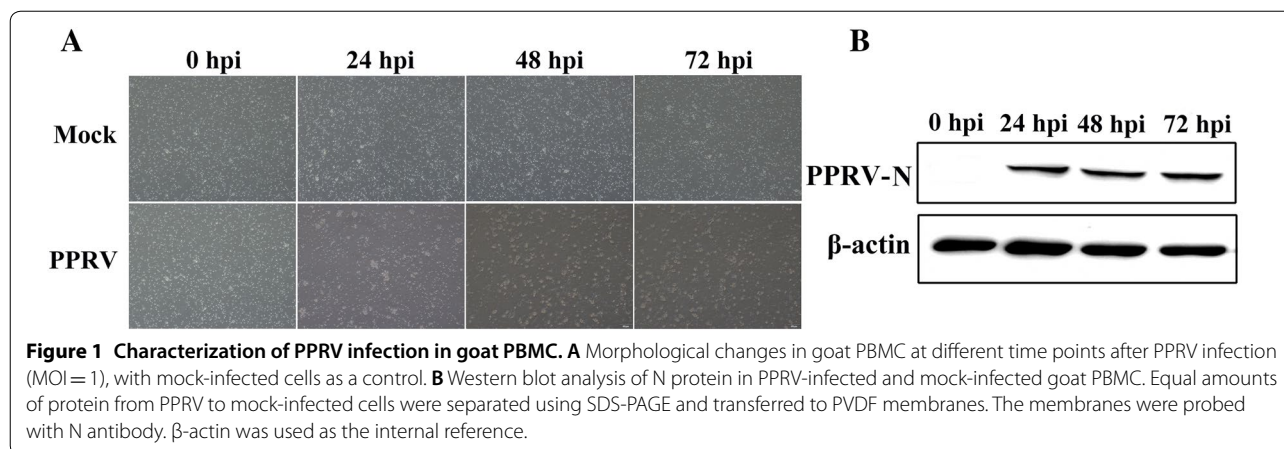 A
B
0 hpi 24 hpi 48 hpi 72 hpi
Mock
PPRV
0 hpi 24 hpi 48 hpi 72 hpi
PPRV-N
β-actin
Figure 1 Characterization of PPRV infection in goat PBMC. A Morphological changes in goat PBMC at different time points after PPRV infection
(MOI = 1), with mock-infected cells as a control. B Western blot analysis of N protein in PPRV-infected and mock-infected goat PBMC. Equal amounts
of protein from PPRV to mock-infected cells were separated using SDS-PAGE and transferred to PVDF membranes. The membranes were probed
with N antibody. β-actin was used as the internal reference.